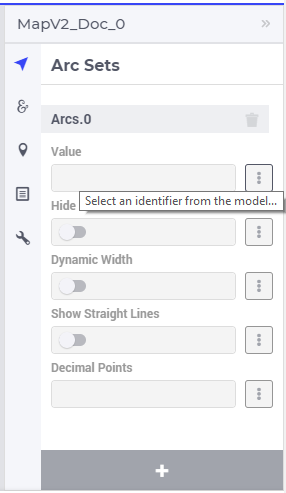 MapV2_Doc_0
Arc Sets
Arcs.0
Value
Select an identifier from the model...
Hide
Dynamic Width
Show Straight Lines
Decimal Points